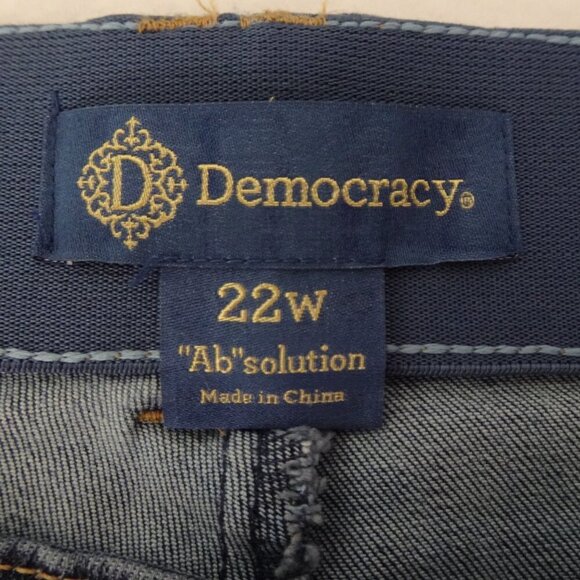 D Democracy®
22W
"Ab"solution
Made in China